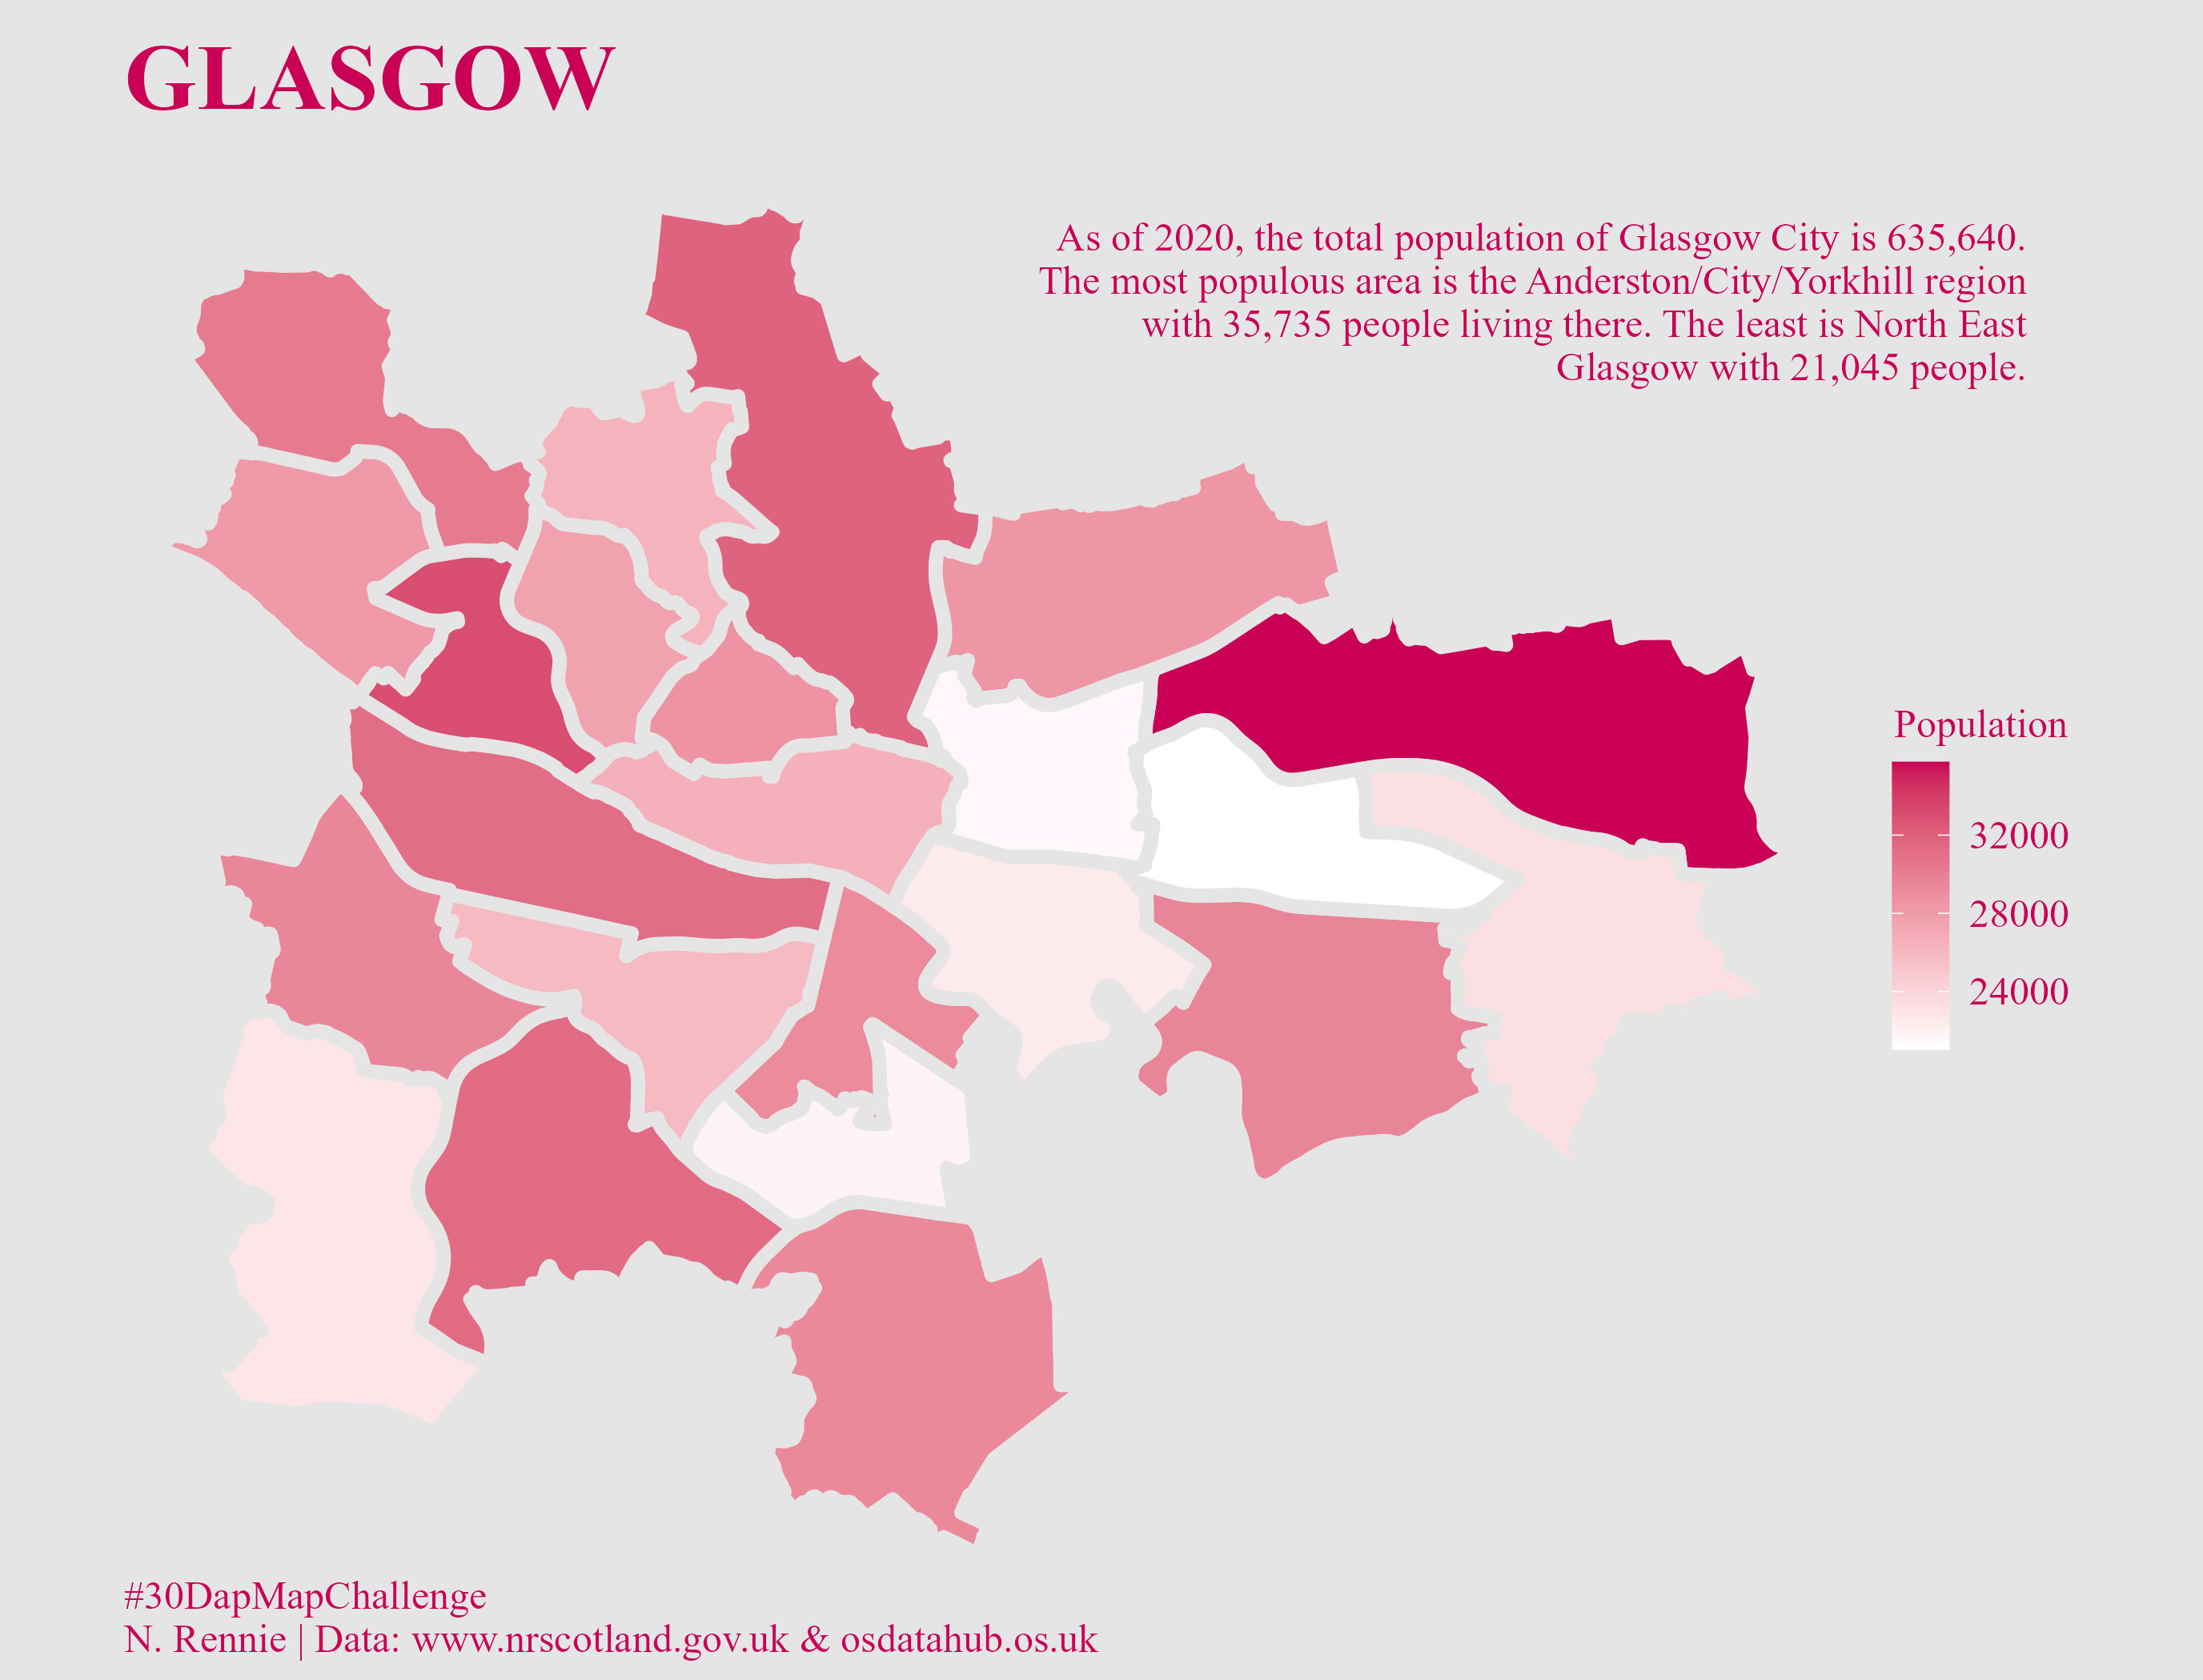 GLASGOW
As of 2020, the total population of Glasgow City is 635,640.
The most populous area is the Anderston/City/Yorkhill region
with 35,735 people living there. The least is North East
Glasgow with 21,045 people.
Population
32000
28000
24000
#30DapMapChallenge
N. Rennie | Data: www.nrscotland.gov.uk & osdatahub.os.uk